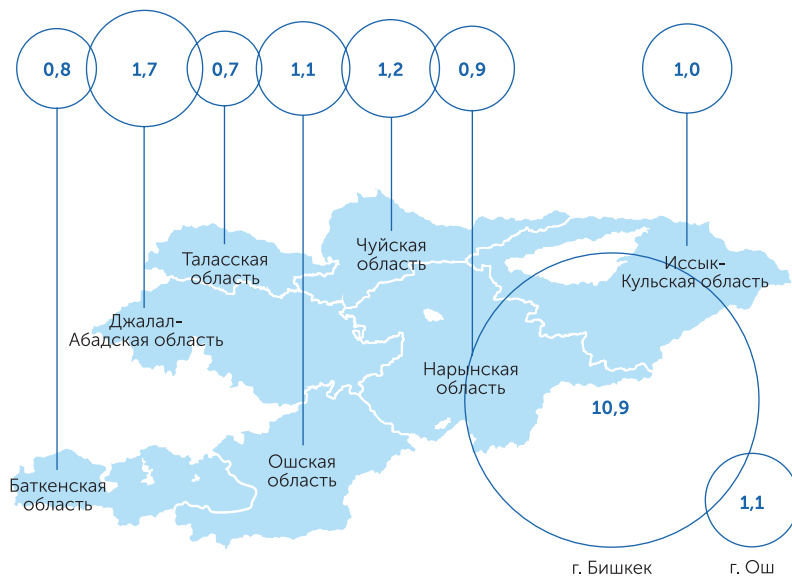 0,8
1,7
0,7
1,1
1,2
0,9
1,0
Таласская
область
Чуйская
область
Иссык-
Кульская область
Джалал-
Абадская область
Нарынская
область
10,9
Ошская
область
Баткенская
область
1,1
г. Бишкек
г. Ош